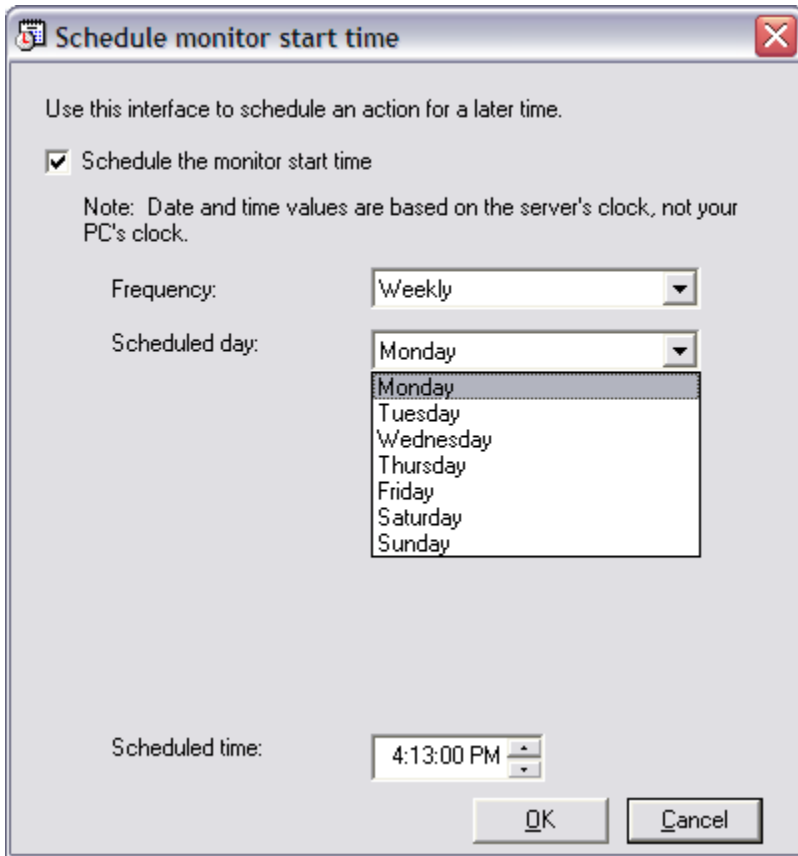 Schedule monitor start time
Use this interface to schedule an action for a later time.
Schedule the monitor start time
Note:  Date and time values are based on the server's clock, not your
PC's clock.
Frequency: Weekly
Scheduled day: Monday
Monday
Tuesday
Wednesday
Thursday
Friday
Saturday
Sunday
Scheduled time: 4:13:00 PM
OK Cancel